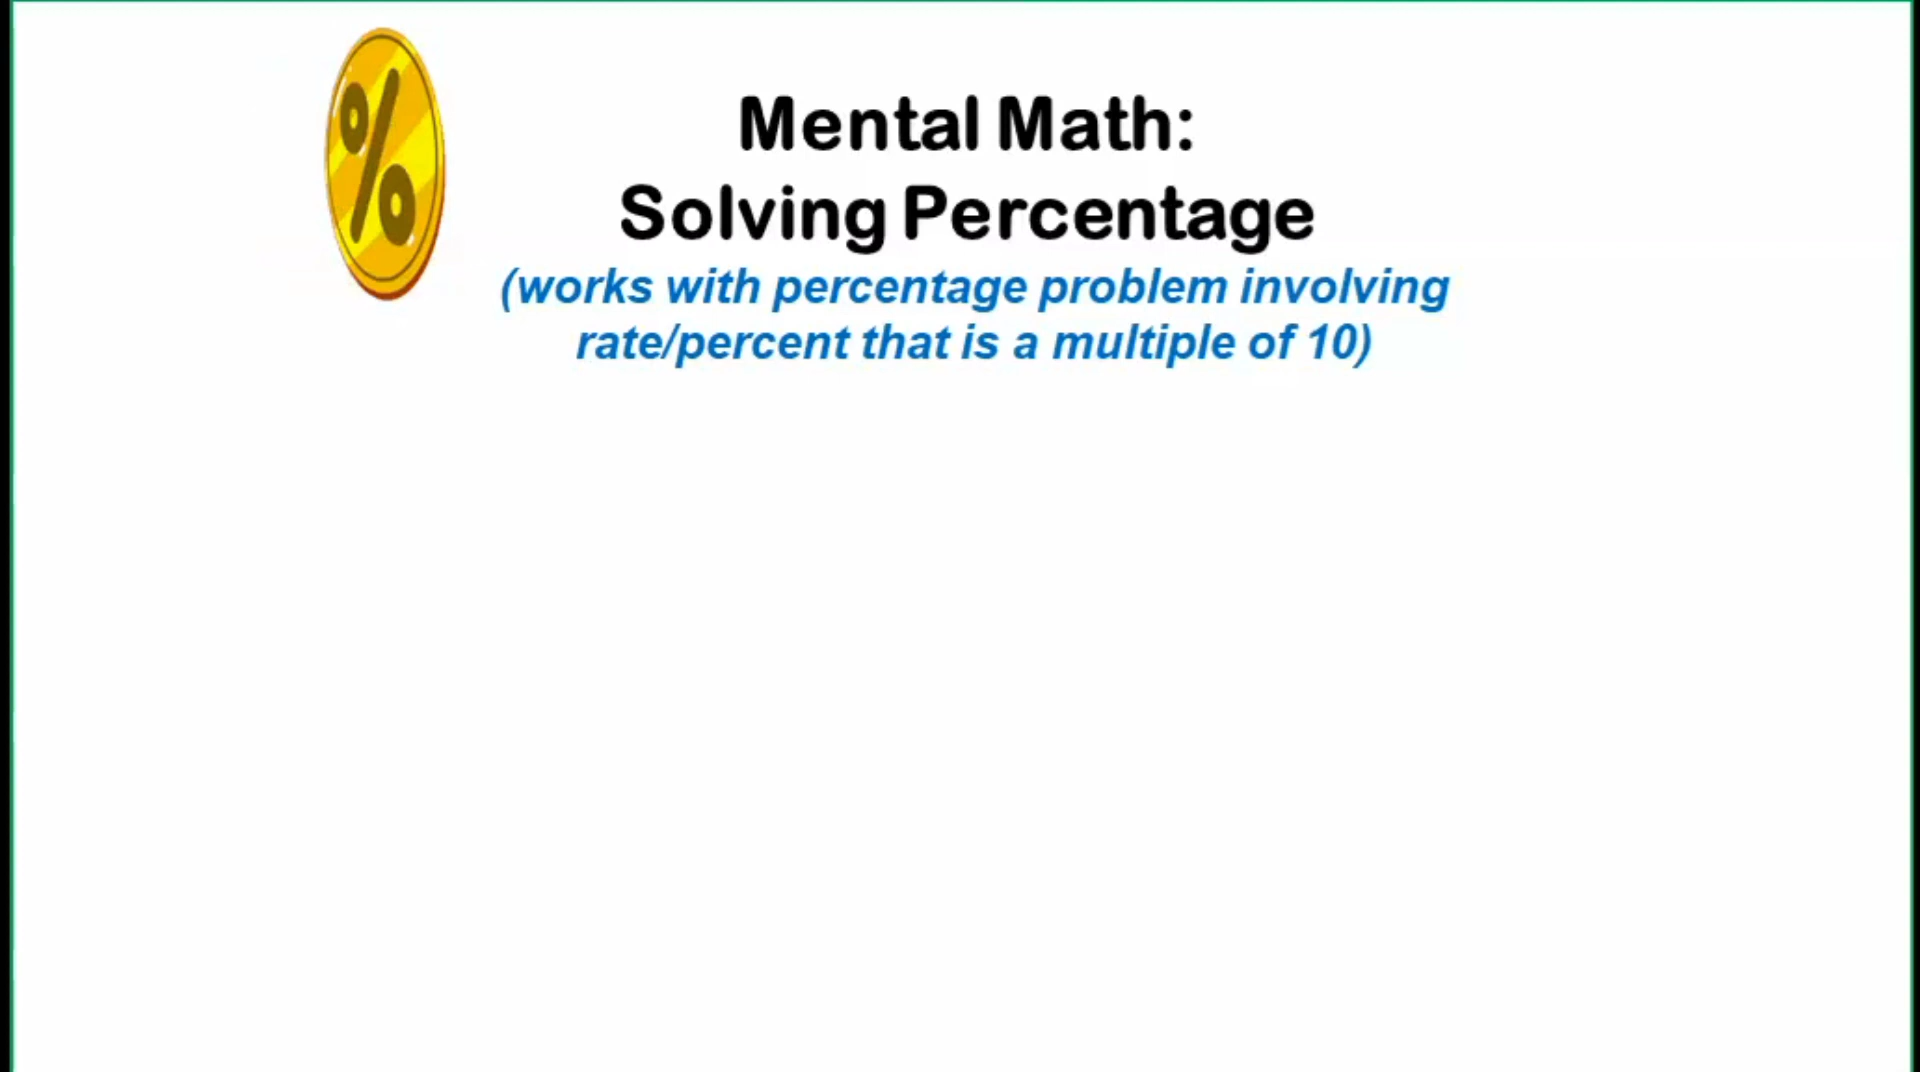 %
Mental Math:
Solving Percentage
(works with percentage problem involving
rate/percent that is a multiple of 10)